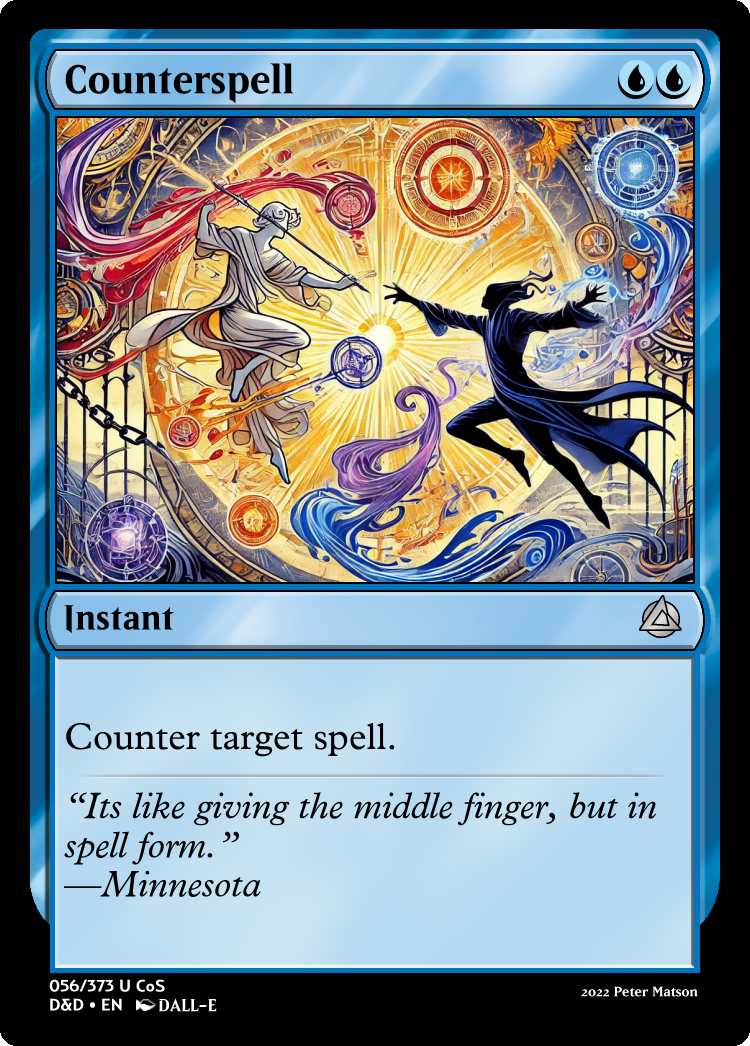 Counterspell
Instant
Counter target spell.
“Its like giving the middle finger, but in
spell form.”
—Minnesota
056/373 U CoS
D&D • EN DALL-E
2022 Peter Matson